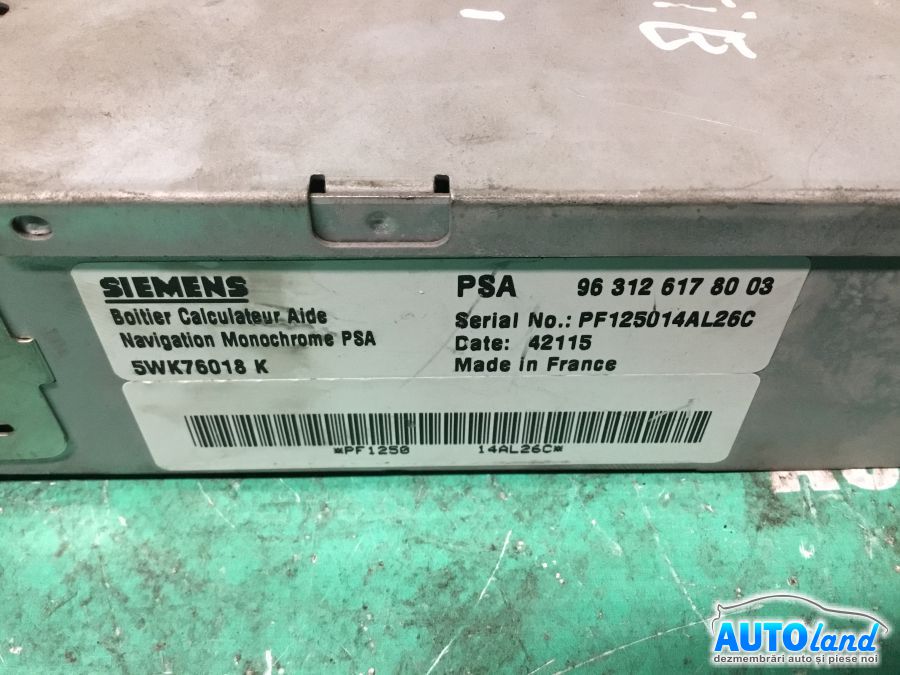 SIEMENS
Boitier Calculateur Aide
Navigation Monochrome PSA
5WK76018 K
PSA 96 312 617 80 03
Serial No.: PF125014AL26C
Date: 42115
Made in France
*PF1250 14AL26C*
AUTOland
dezmembrări auto și piese noi